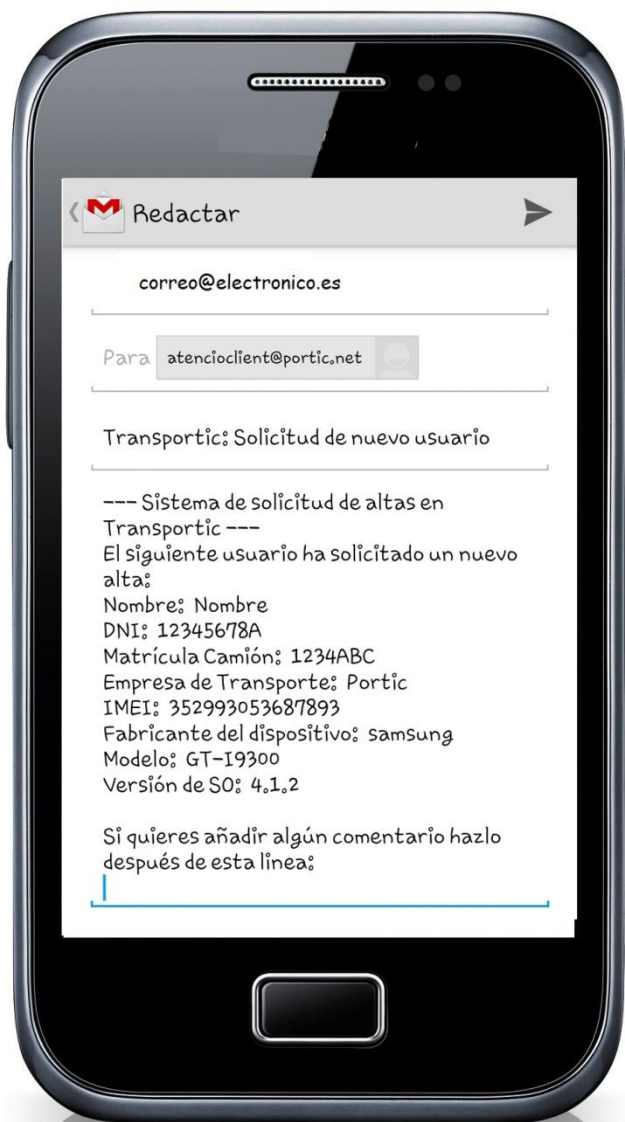 Redactar
correo@electronico.es
Para atencioclient@portic.net
Transportic: Solicitud de nuevo usuario
--- Sistema de solicitud de altas en
Transportic ---
El siguiente usuario ha solicitado un nuevo
alta:
Nombre: Nombre
DNI: 12345678A
Matrícula Camión: 1234ABC
Empresa de Transporte: Portic
IMEI: 352993053687893
Fabricante del dispositivo: samsung
Modelo: GT-I9300
Versión de SO: 4.1.2
Si quieres añadir algún comentario hazlo
después de esta linea: